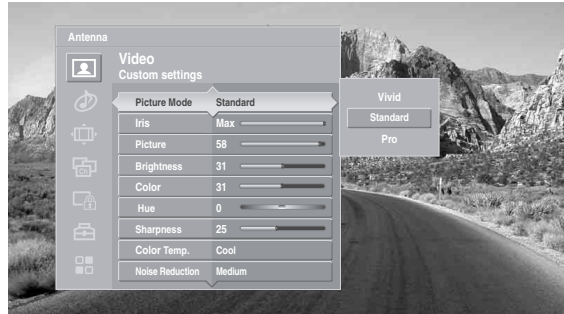 Antenna
Video
Custom settings
Picture Mode Standard
Iris Max
Picture 58
Brightness 31
Color 31
Hue 0
Sharpness 25
Color Temp. Cool
Noise Reduction Medium
Vivid
Standard
Pro
Ch